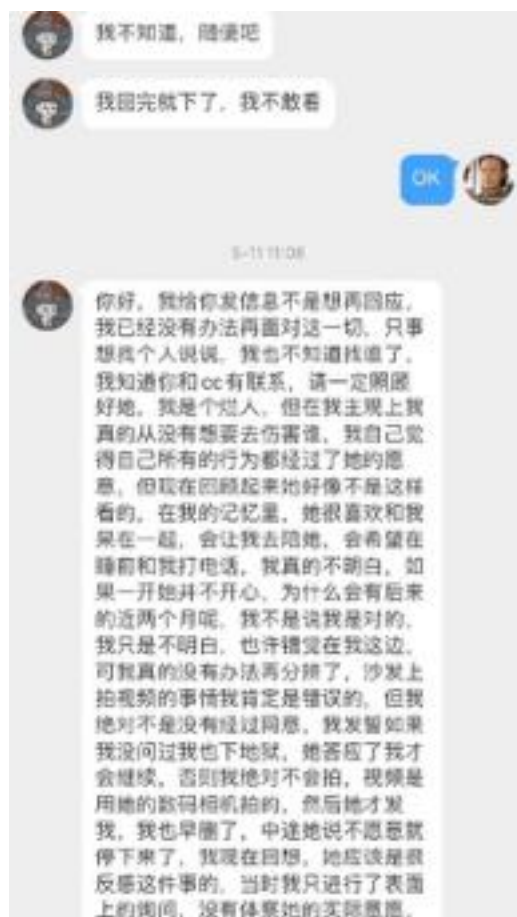 我不知道，随便吧
我回完就下了，我不敢看
OK
5-11 11:08
你好，我给你发信息不是想再回应，
我已经没有办法再面对这一切，只事
想找个人说说，我也不知道找谁了，
我知道你和cc有联系，请一定照顾
好她，我是个烂人，但在我主观上我
真的从没有想要去伤害谁，我自己觉
得自己所有的行为都经过了她的愿
意，但现在回顾起来她好像不是这样
看的，在我的记忆里，她很喜欢和我
呆在一起，会让我去陪她，会希望在
睡前和我打电话，我真的不明白，如
果一开始并不开心，为什么会有后来
的近两个月呢，我不是说我是对的，
我只是不明白，也许错觉在我这边，
可我真的没有办法再分辨了，沙发上
拍视频的事情我肯定是错误的，但我
绝对不是没有经过同意，我发誓如果
我没问过我也下地狱，她答应了我才
会继续，否则我绝对不会拍，视频是
用她的数码相机拍的，然后她才发
我，我也早删了，中途她说不愿意就
停下来了，我现在回想，她应该是很
反感这件事的，当时我只进行了表面
上的询问，没有体察她的实际意愿，